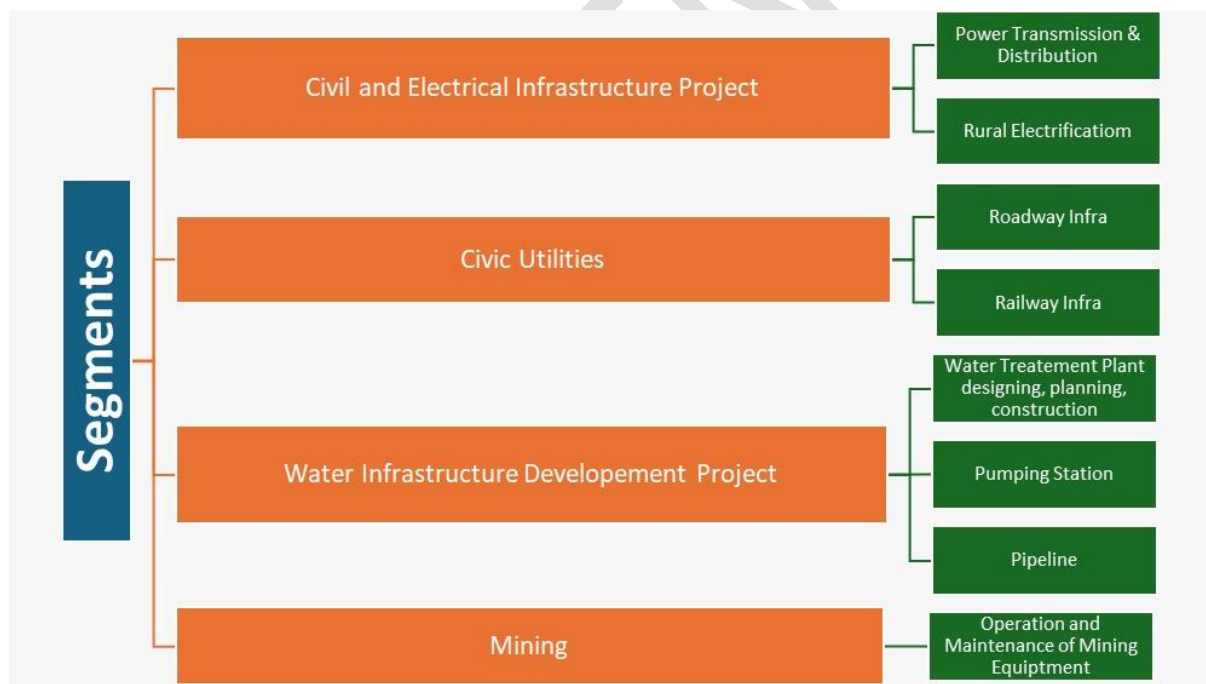 Segments
Civil and Electrical Infrastructure Project
Power Transmission &
Distribution
Rural Electrificatiom
Civic Utilities
Roadway Infra
Railway Infra
Water Infrastructure Developement Project
Water Treatement Plant
designing, planning,
construction
Pumping Station
Pipeline
Mining
Operation and
Maintenance of Mining
Equiptment